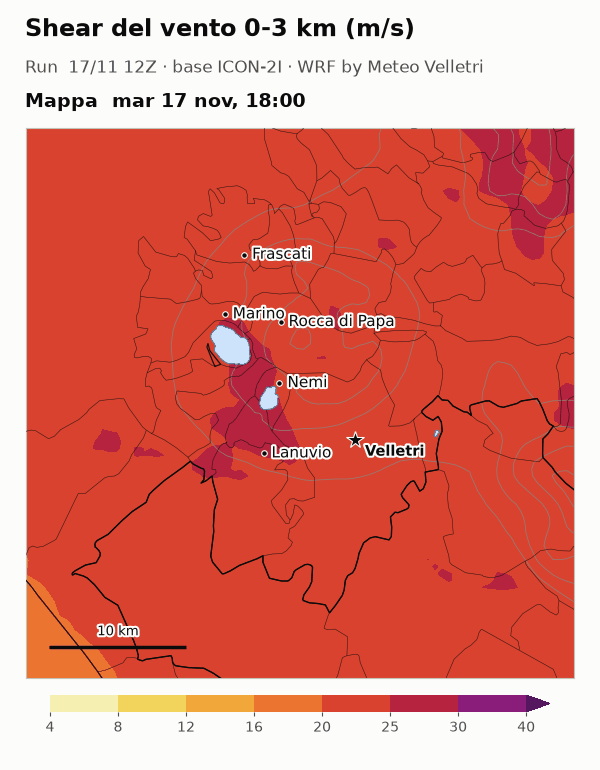 Shear del vento 0-3 km (m/s)
Run  17/11 12Z · base ICON-2I · WRF by Meteo Velletri
Mappa  mar 17 nov, 18:00
Frascati
Marino
Rocca di Papa
Nemi
Velletri
Lanuvio
10 km
4 8 12 16 20 25 30 40